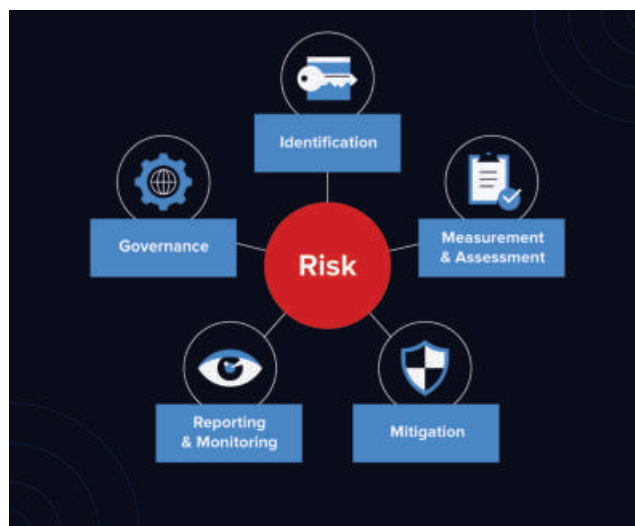 Identification
Governance
Measurement
& Assessment
Risk
Reporting
& Monitoring
Mitigation